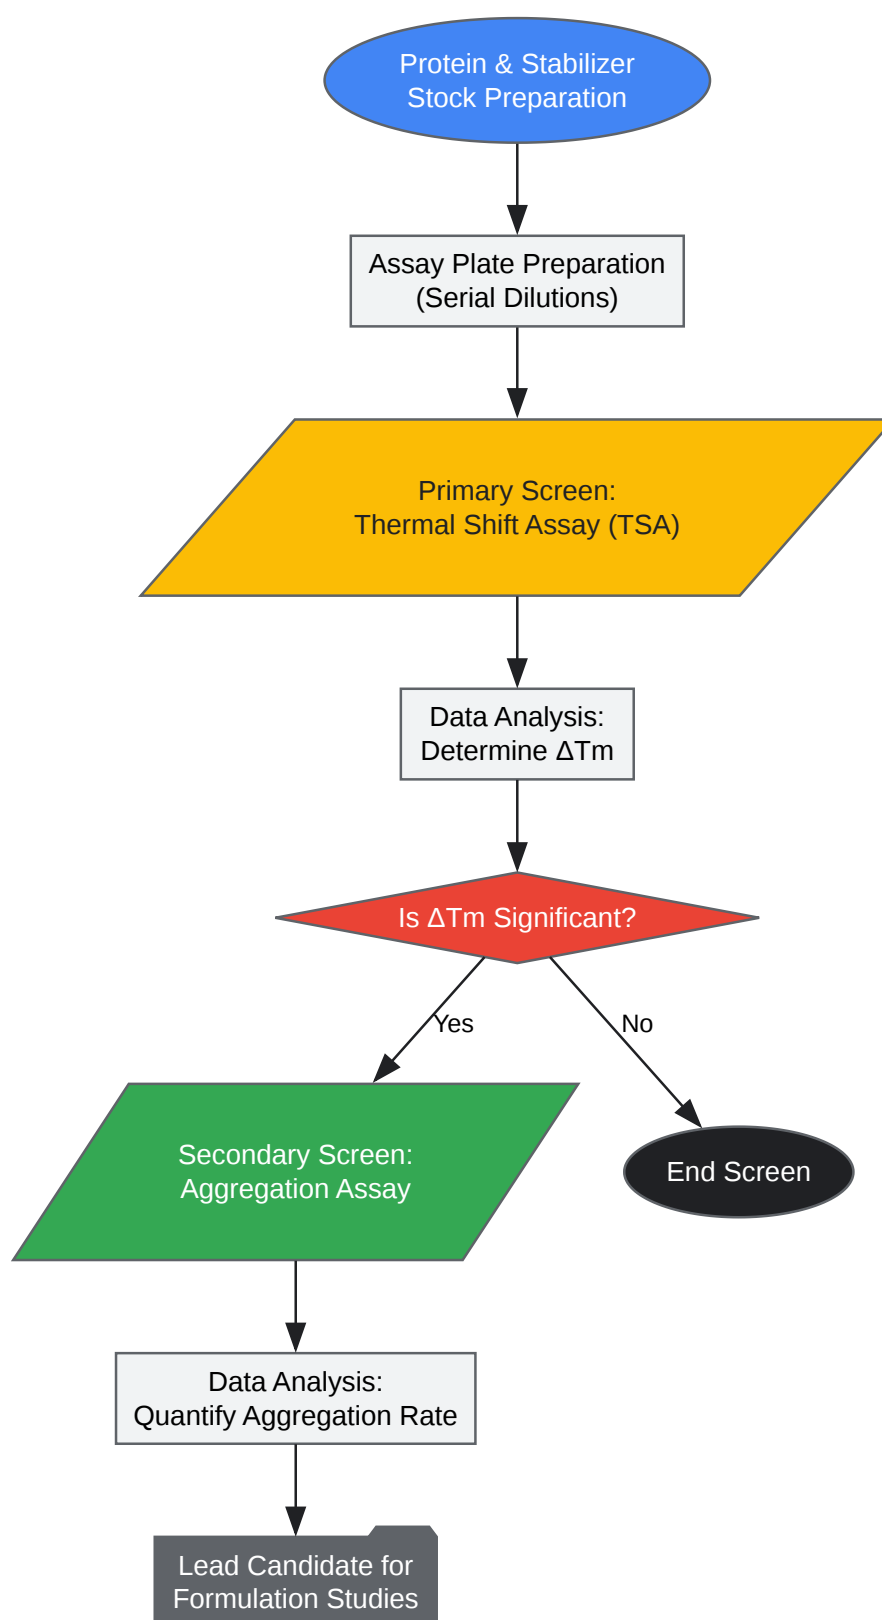 Protein & Stabilizer
Stock Preparation
Assay Plate Preparation
(Serial Dilutions)
Primary Screen:
Thermal Shift Assay (TSA)
Data Analysis:
Determine ΔTm
Is ΔTm Significant?
Yes
No
Secondary Screen:
Aggregation Assay
End Screen
Data Analysis:
Quantify Aggregation Rate
Lead Candidate for
Formulation Studies